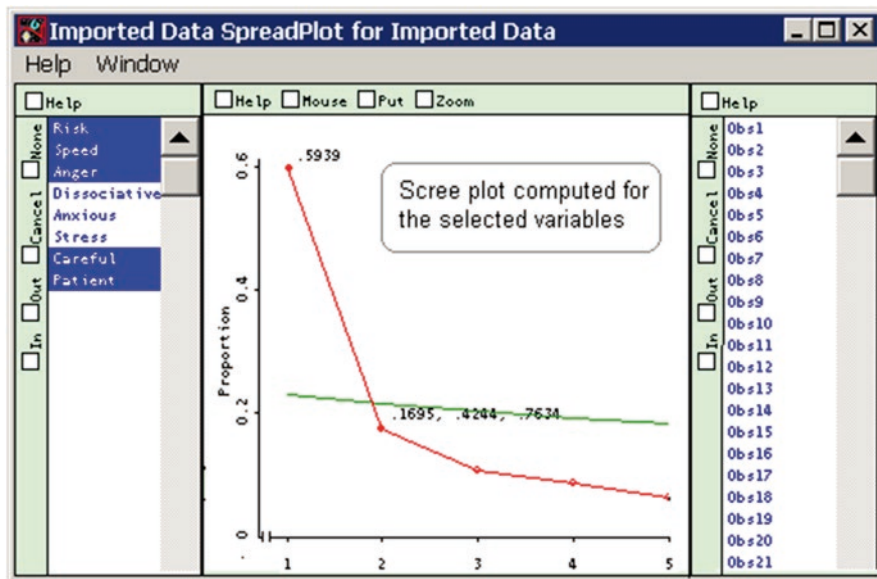 Imported Data SpreadPlot for Imported Data
Help Window
Help
None
Cancel
Out
In
Risk
Speed
Anger
Dissociative
Anxious
Stress
Careful
Patient
Help Mouse Put Zoom
.5939
Scree plot computed for
the selected variables
.1695, .4244, .7634
Proportion
0.6
0.4
0.2
0
1 2 3 4 5
Help
None
Cancel
Out
In
Obs1
Obs2
Obs3
Obs4
Obs5
Obs6
Obs7
Obs8
Obs9
Obs10
Obs11
Obs12
Obs13
Obs14
Obs15
Obs16
Obs17
Obs18
Obs19
Obs20
Obs21